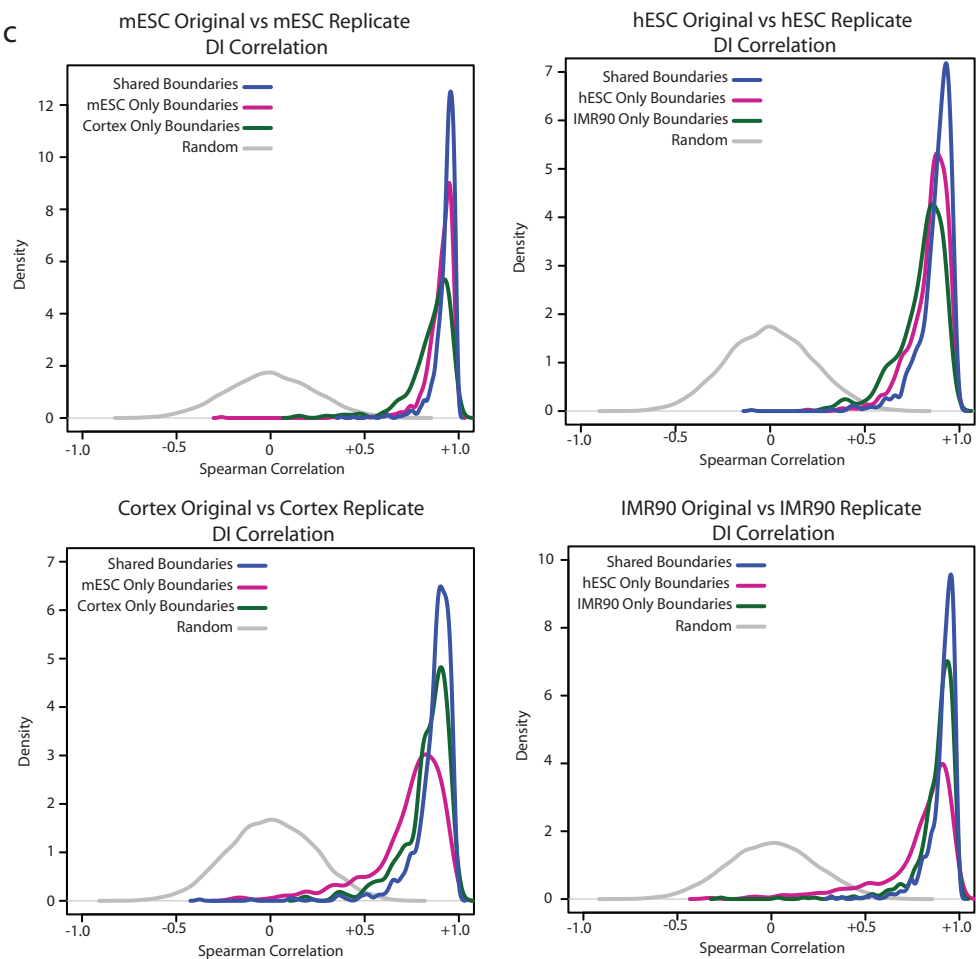 C
mESC Original vs mESC Replicate
DI Correlation
Shared Boundaries
mESC Only Boundaries
Cortex Only Boundaries
Random
Density
12
10
8
6
4
2
0
-1.0
-0.5
0
+0.5
+1.0
Spearman Correlation
hESC Original vs hESC Replicate
DI Correlation
Shared Boundaries
hESC Only Boundaries
IMR90 Only Boundaries
Random
Density
7
6
5
4
3
2
1
0
-1.0
-0.5
0
+0.5
+1.0
Spearman Correlation
Cortex Original vs Cortex Replicate
DI Correlation
Shared Boundaries
mESC Only Boundaries
Cortex Only Boundaries
Random
Density
7
6
5
4
3
2
1
0
-1.0
-0.5
0
+0.5
+1.0
Spearman Correlation
IMR90 Original vs IMR90 Replicate
DI Correlation
Shared Boundaries
hESC Only Boundaries
IMR90 Only Boundaries
Random
Density
10
8
6
4
2
0
-1.0
-0.5
0
+0.5
+1.0
Spearman Correlation